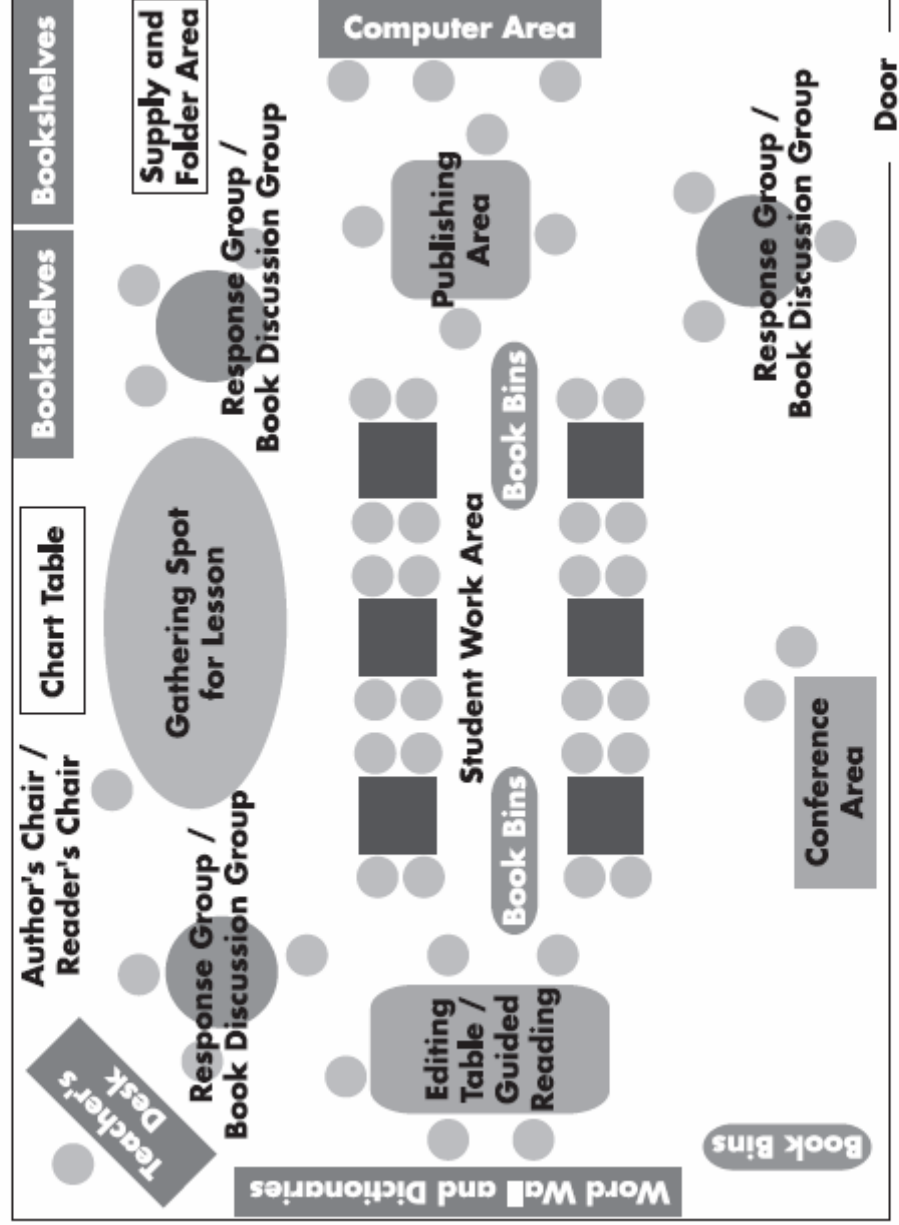 Computer Area
Bookshelves
Supply and
Folder Area
Door
Response Group /
Book Discussion Group
Publishing
Area
Response Group /
Book Discussion Group
Bookshelves
Book Bins
Chart Table
Gathering Spot
for Lesson
Student Work Area
Author's Chair /
Reader's Chair
Conference
Area
Book Bins
Response Group /
Book Discussion Group
Editing
Table /
Guided
Reading
Teacher's
Desk
Book Bins
Word Wall and Dictionaries